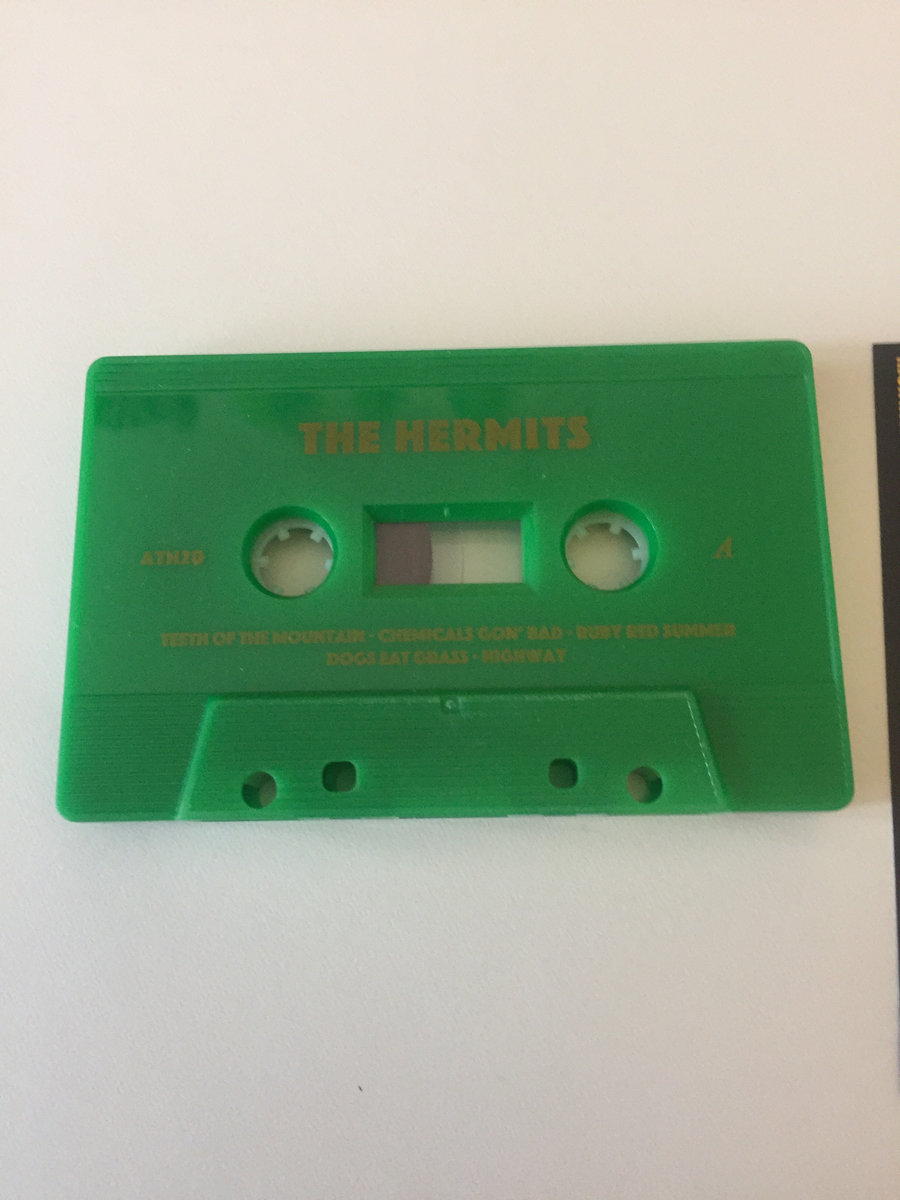 THE HERMITS
ATH20
A
TEETH OF THE MOUNTAIN · CHEMICALS GON' BAD · RUBY RED SUMMER
DOGS EAT GRASS · HIGHWAY